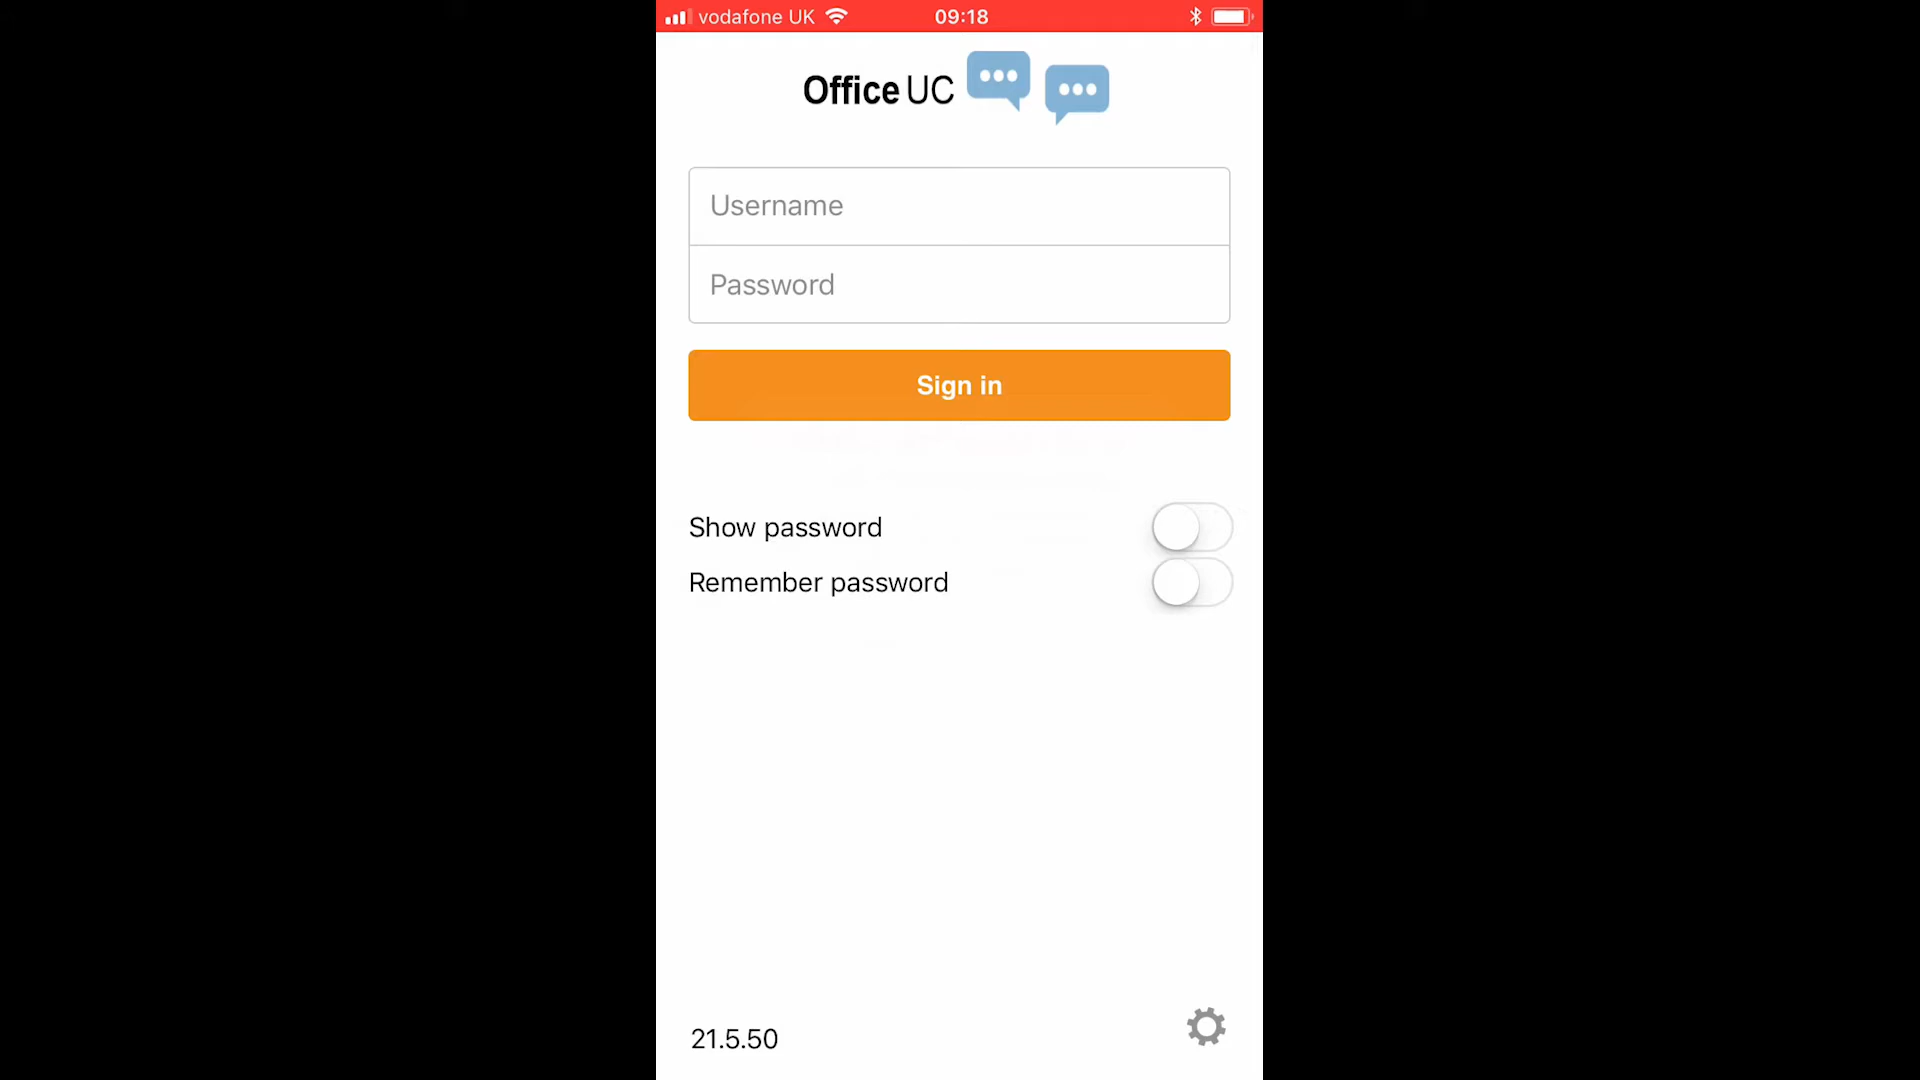 vodafone UK 09:18
Office UC
Username
Password
Sign in
Show password
Remember password
21.5.50